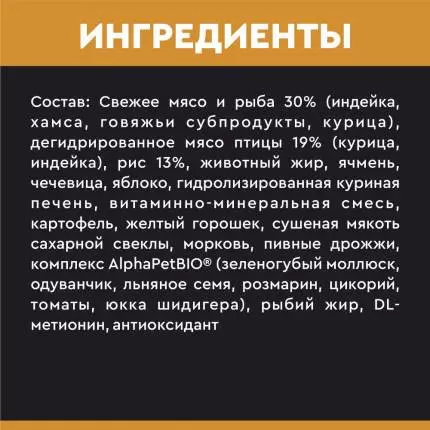 ИНГРЕДИЕНТЫ
Состав: Свежее мясо и рыба 30% (индейка,
хамса, говяжьи субпродукты, курица),
дегидрированное мясо птицы 19% (курица,
индейка), рис 13%, животный жир, ячмень,
чечевица, яблоко, гидролизированная куриная
печень, витаминно-минеральная смесь,
картофель, желтый горошек, сушеная мякоть
сахарной свеклы, морковь, пивные дрожжи,
комплекс AlphaPetBIO® (зеленогубый моллюск,
одуванчик, льняное семя, розмарин, цикорий,
томаты, юкка шидигера), рыбий жир, DL-
метионин, антиоксидант